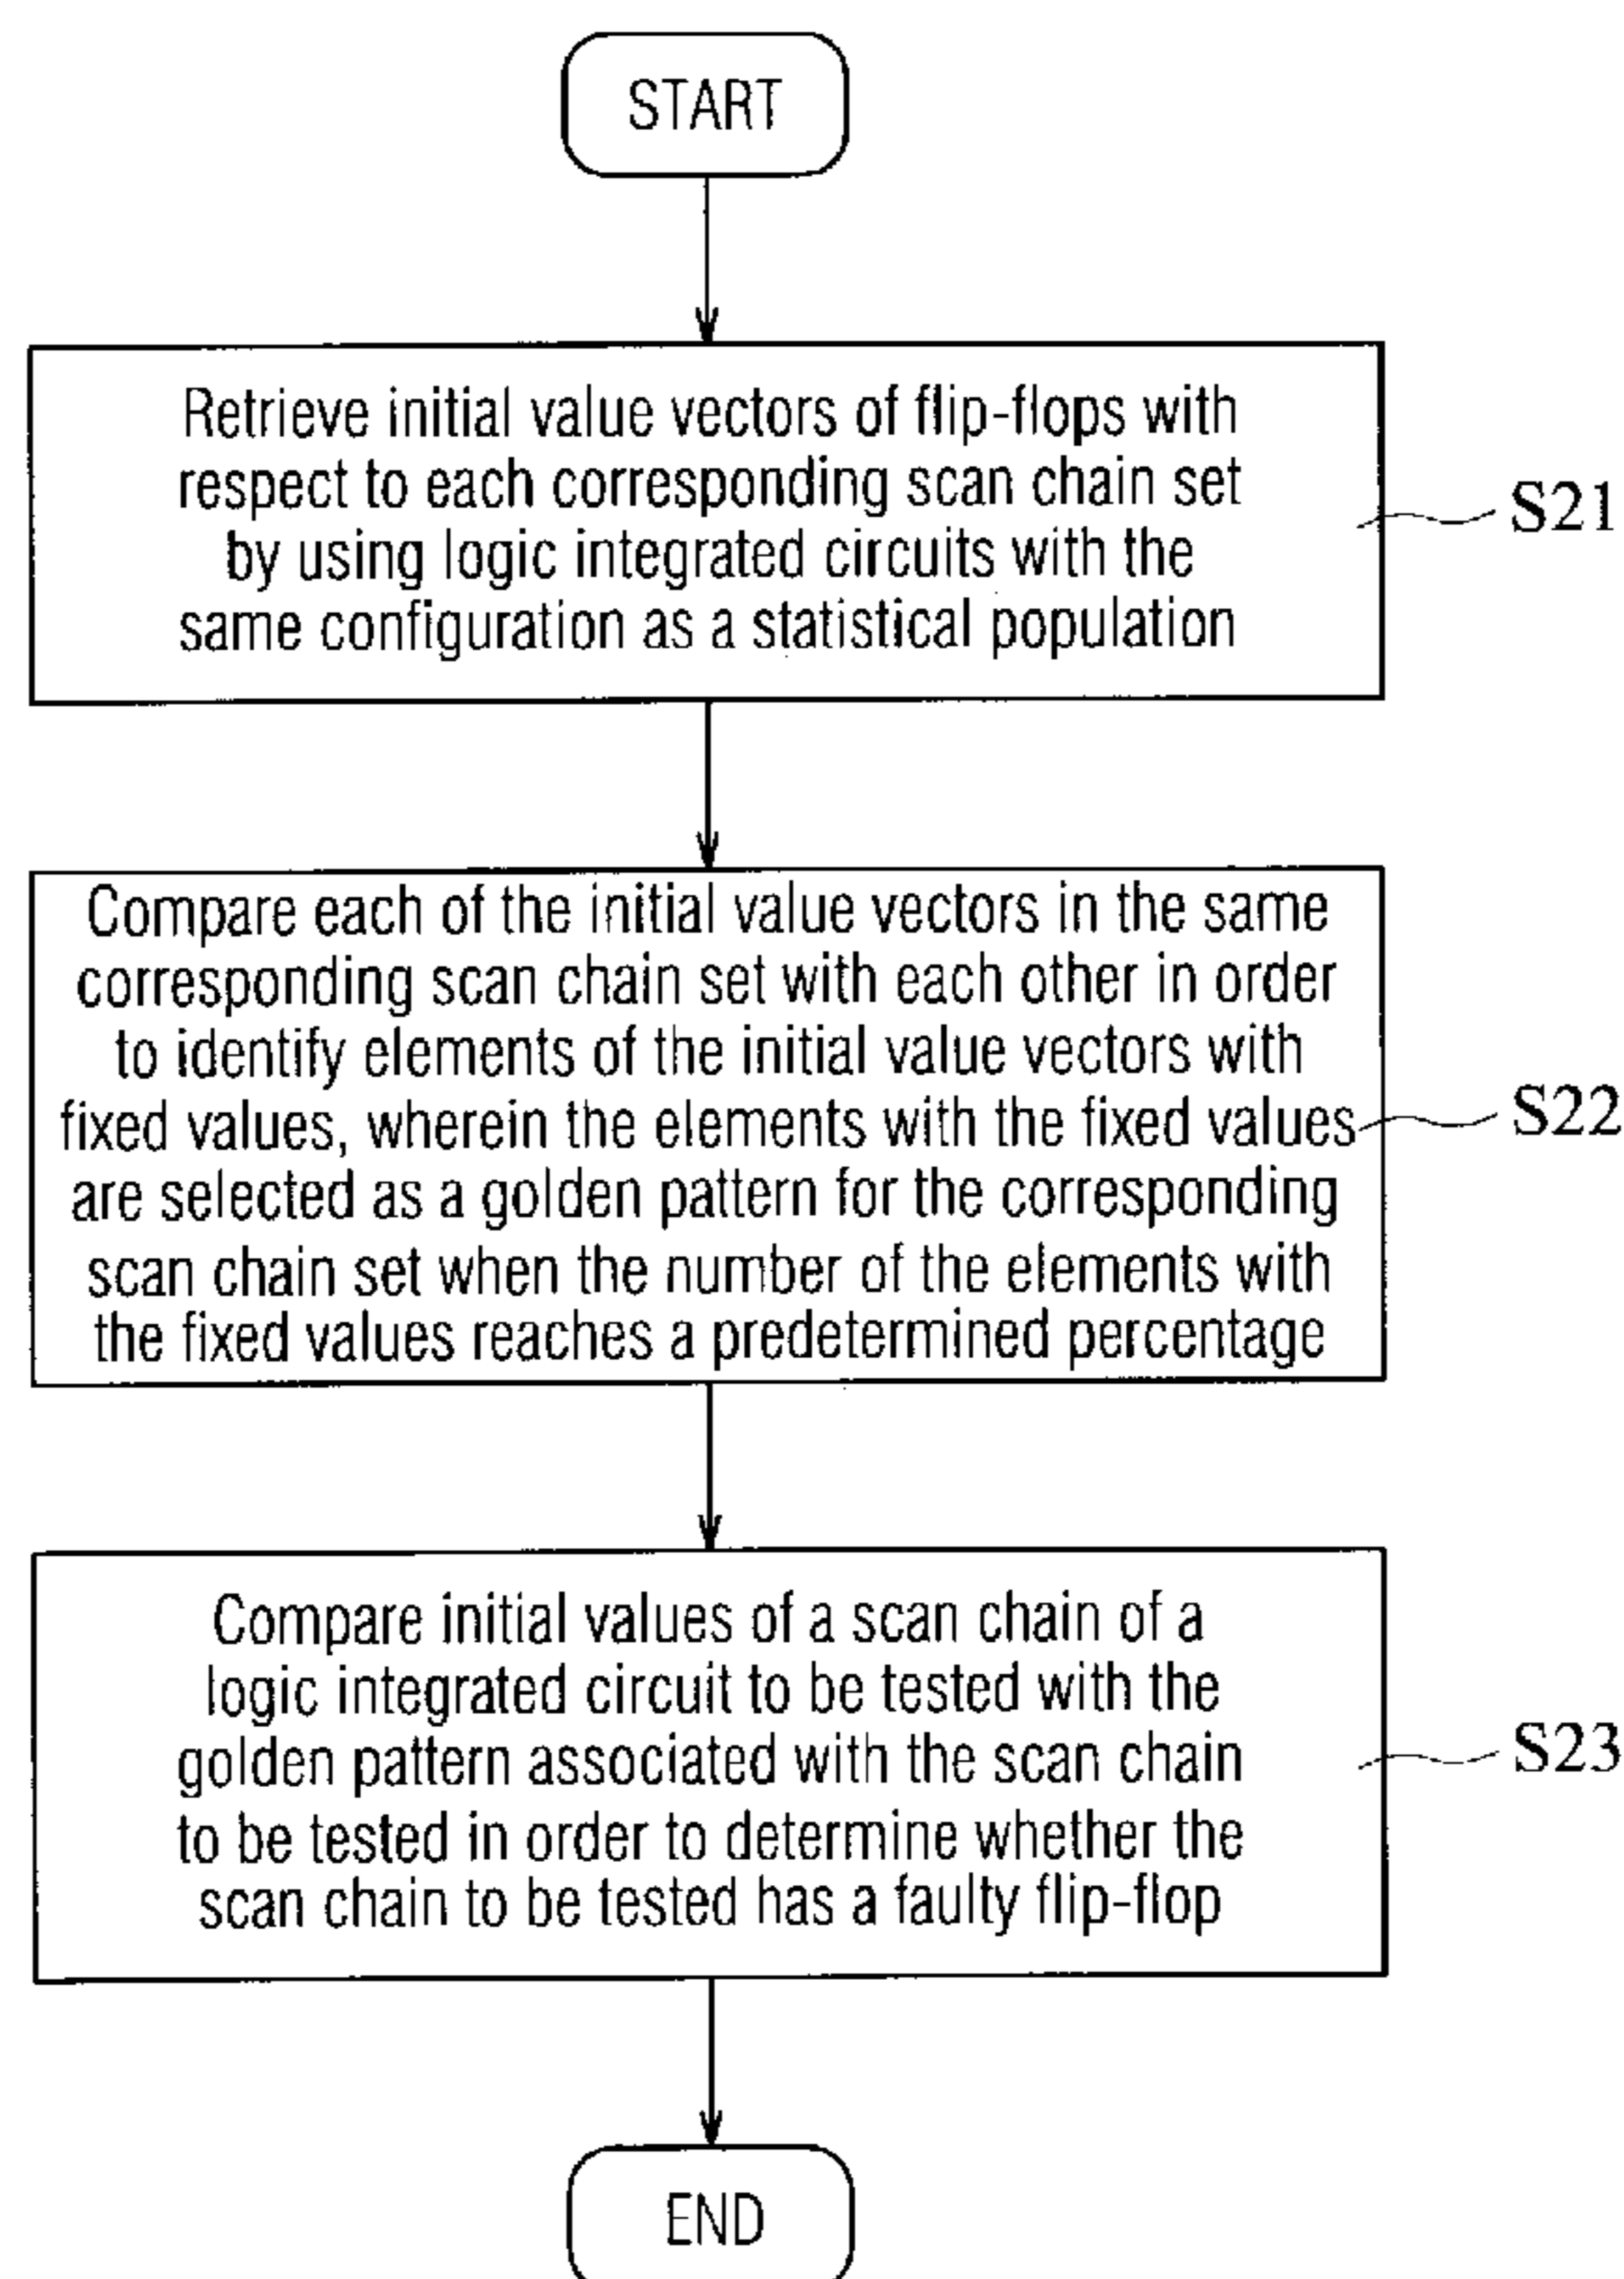 START
Retrieve initial value vectors of flip-flops with
respect to each corresponding scan chain set
by using logic integrated circuits with the
same configuration as a statistical population
S21
Compare each of the initial value vectors in the same
corresponding scan chain set with each other in order
to identify elements of the initial value vectors with
fixed values, wherein the elements with the fixed values
are selected as a golden pattern for the corresponding
scan chain set when the number of the elements with
the fixed values reaches a predetermined percentage
S22
Compare initial values of a scan chain of a
logic integrated circuit to be tested with the
golden pattern associated with the scan chain
to be tested in order to determine whether the
scan chain to be tested has a faulty flip-flop
S23
END